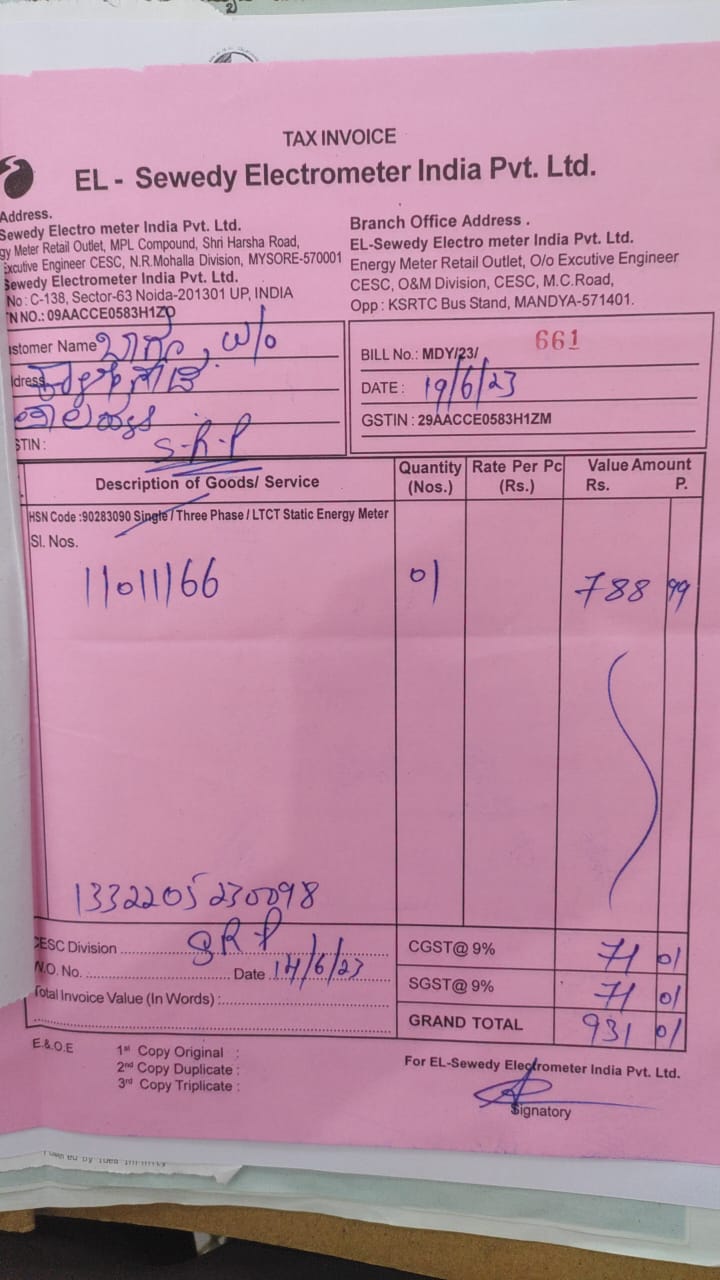 TAX INVOICE
EL - Sewedy Electrometer India Pvt. Ltd.
Address.
Sewedy Electro meter India Pvt. Ltd.
gy Meter Retail Outlet, MPL Compound, Shri Harsha Road,
Excutive Engineer CESC, N.R.Mohalla Division, MYSORE-570001
Sewedy Electrometer India Pvt. Ltd.
No : C-138, Sector-63 Noida-201301 UP, INDIA
TN NO.: 09AACCE0583H1ZO
Branch Office Address .
EL-Sewedy Electro meter India Pvt. Ltd.
Energy Meter Retail Outlet, O/o Excutive Engineer
CESC, O&M Division, CESC, M.C.Road,
Opp : KSRTC Bus Stand, MANDYA-571401.
stomer Name ಭಾಗ್ಯ, w/o
dress
STIN : S-R-P
BILL No.: MDY/23/ 661
DATE : 19/6/23
GSTIN : 29AACCE0583H1ZM
Description of Goods/ Service Quantity (Nos.) Rate Per Pc (Rs.) Value Amount Rs. P.
HSN Code :90283090 Single / Three Phase / LTCT Static Energy Meter
Sl. Nos.
11011166 01 788 99
1332205230098
CESC Division SRP
W.O. No. Date 14/6/23
Total Invoice Value (In Words) :
CGST@ 9% 71 01
SGST@ 9% 71 01
GRAND TOTAL 931 01
E.&.O.E
1st Copy Original :
2nd Copy Duplicate :
3rd Copy Triplicate :
For EL-Sewedy Electrometer India Pvt. Ltd.
Signatory